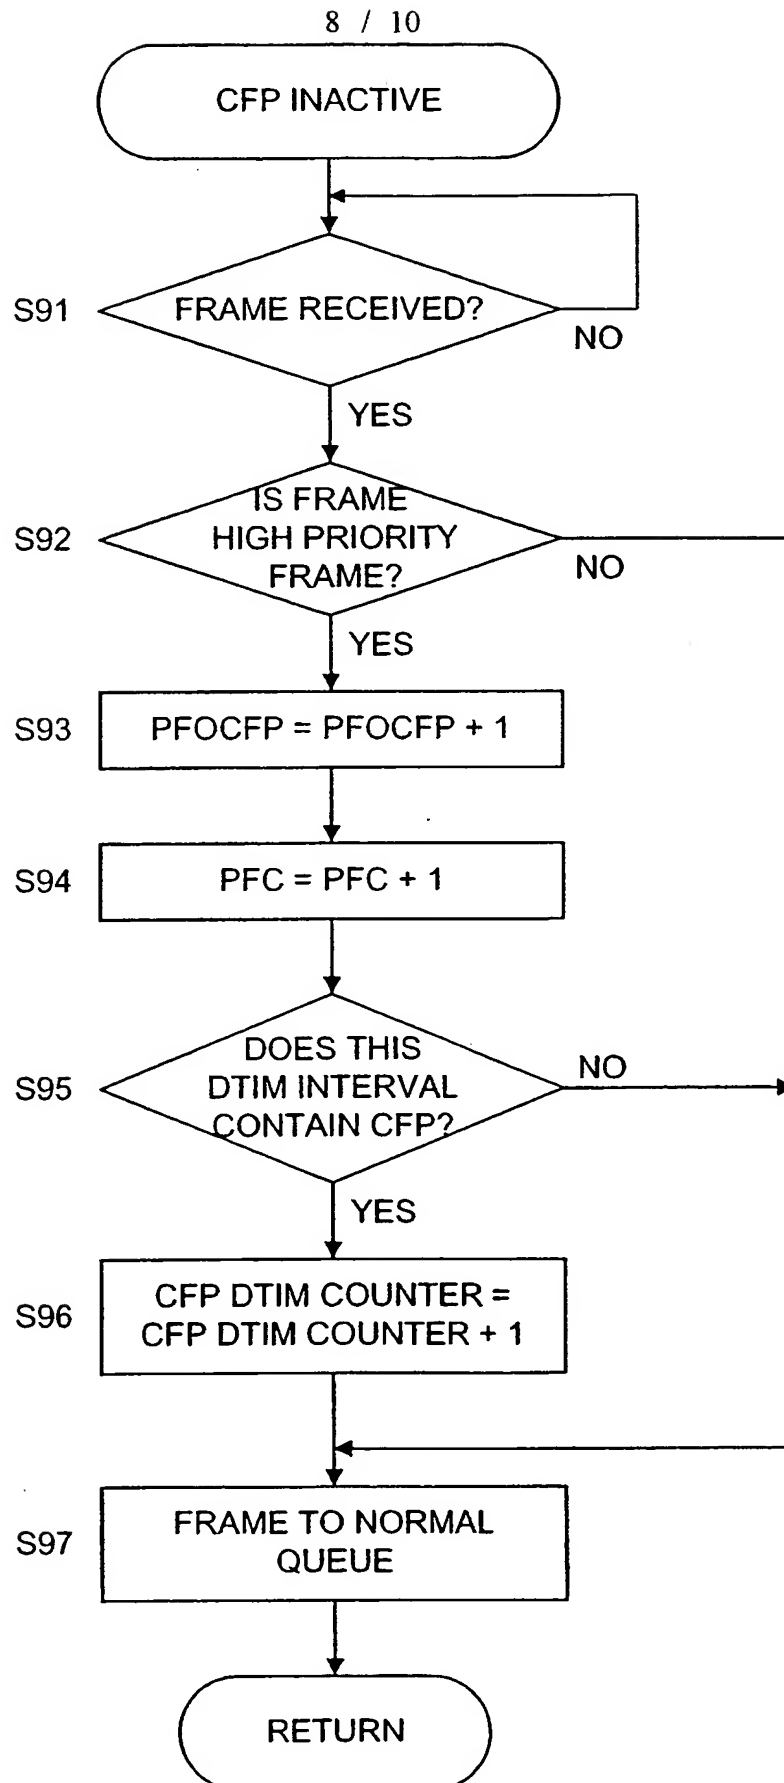 8 / 10
CFP INACTIVE
S91
FRAME RECEIVED?
NO
YES
S92
IS FRAME
HIGH PRIORITY
FRAME?
NO
YES
S93
PFOCFP = PFOCFP + 1
S94
PFC = PFC + 1
S95
DOES THIS
DTIM INTERVAL
CONTAIN CFP?
NO
YES
S96
CFP DTIM COUNTER =
CFP DTIM COUNTER + 1
S97
FRAME TO NORMAL
QUEUE
RETURN